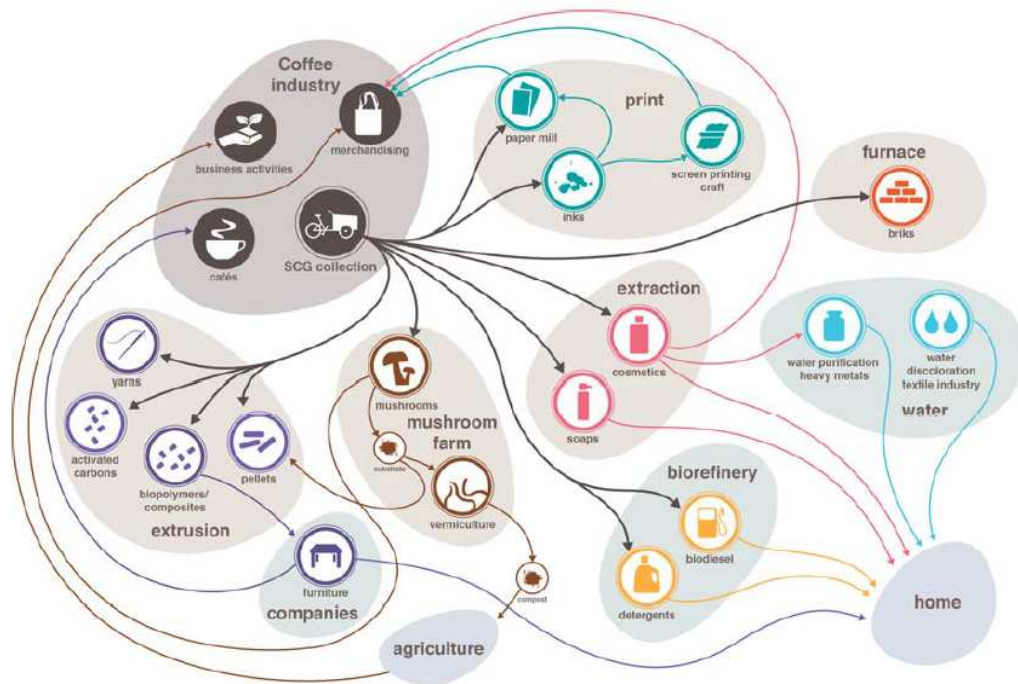 Coffee
industry
business activities
merchandising
cafés
SCG collection
print
paper mill
inks
screen printing
craft
furnace
briks
extraction
cosmetics
soaps
water purification
heavy metals
water
discoloration
textile industry
water
yarns
activated
carbons
biopolymers/
composites
pellets
extrusion
mushrooms
mushroom
farm
substrate
vermiculture
compost
furniture
companies
agriculture
biorefinery
biodiesel
detergents
home